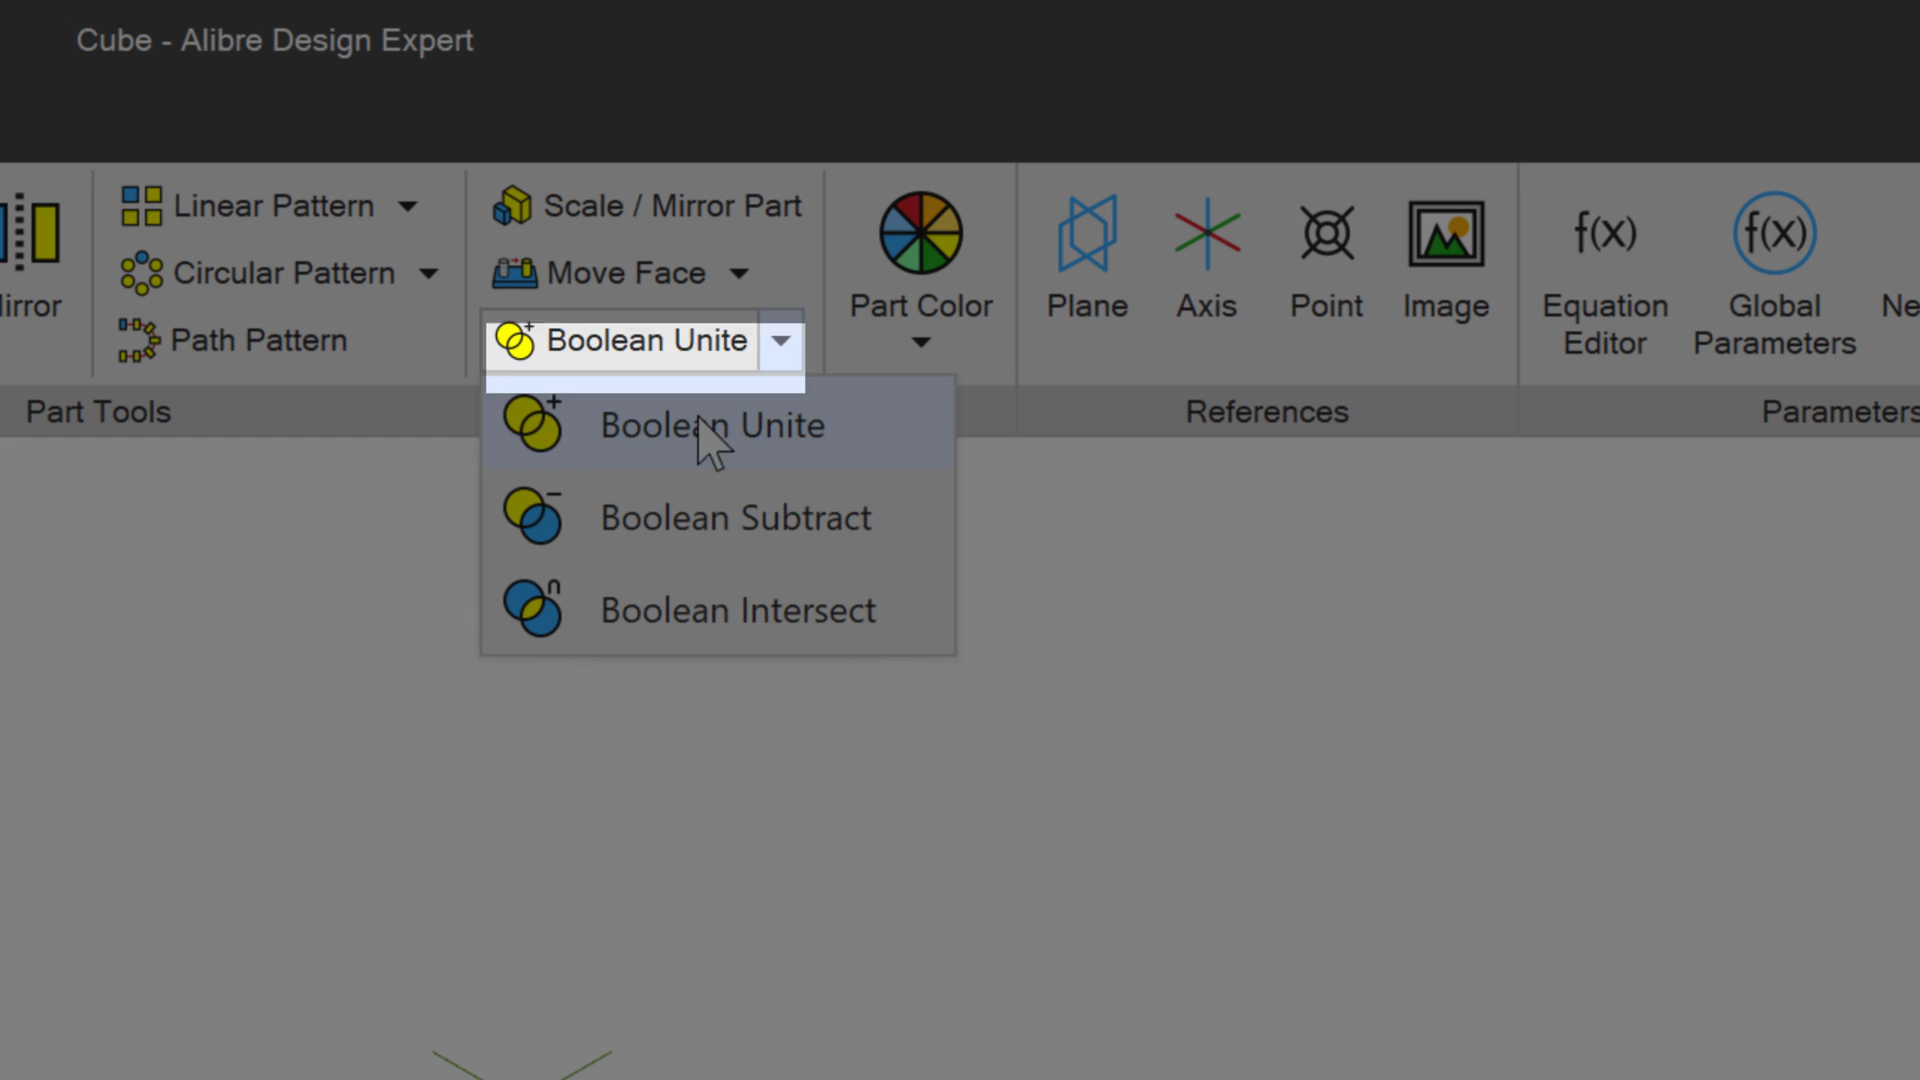 Cube - Alibre Design Expert
irror
Linear Pattern
Circular Pattern
Path Pattern
Scale / Mirror Part
Move Face
Boolean Unite
Part Color
Plane
Axis
Point
Image
f(x)
Equation
Editor
f(x)
Global
Parameters
Ne
Part Tools
References
Parameters
Boolean Unite
Boolean Subtract
Boolean Intersect